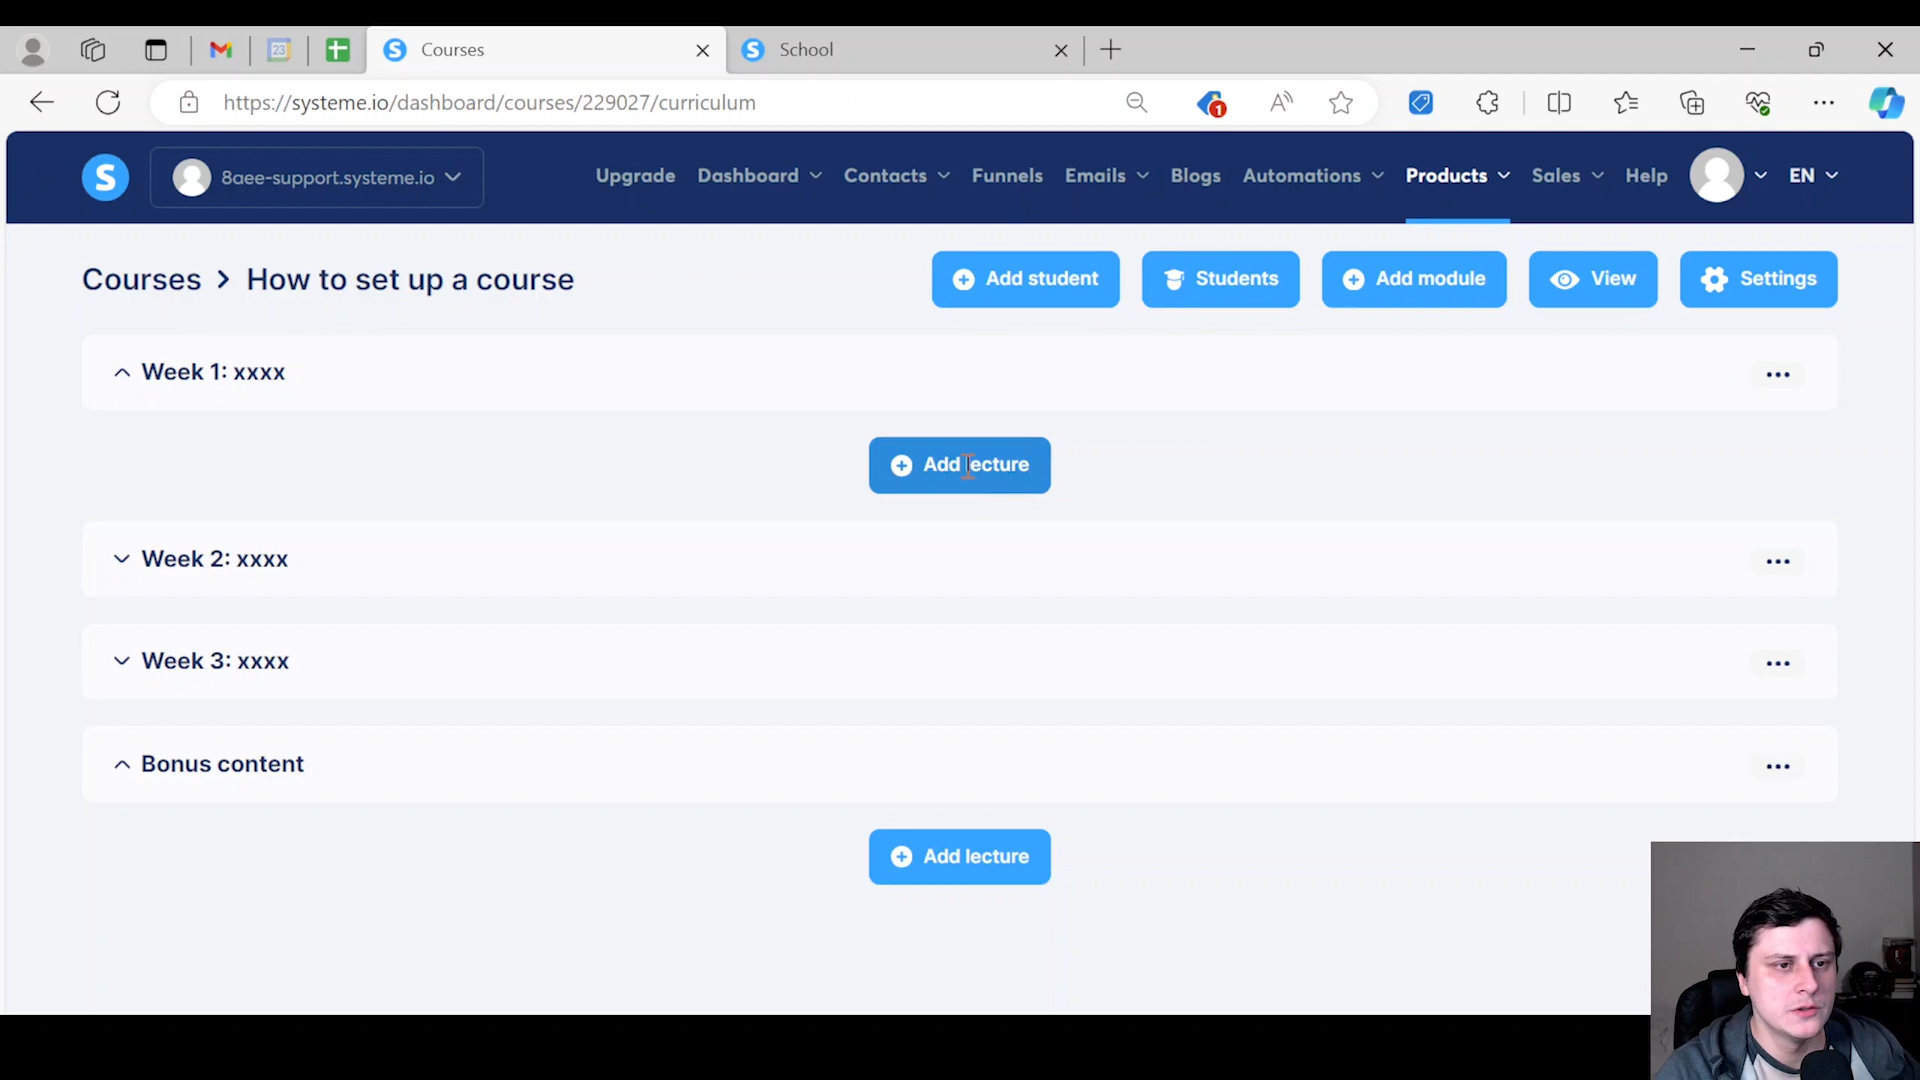 Courses
School
https://systeme.io/dashboard/courses/229027/curriculum
1
S
8aee-support.systeme.io
Upgrade
Dashboard
Contacts
Funnels
Emails
Blogs
Automations
Products
Sales
Help
EN
Courses > How to set up a course
Add student
Students
Add module
View
Settings
Week 1: xxxx
Add lecture
Week 2: xxxx
Week 3: xxxx
Bonus content
Add lecture